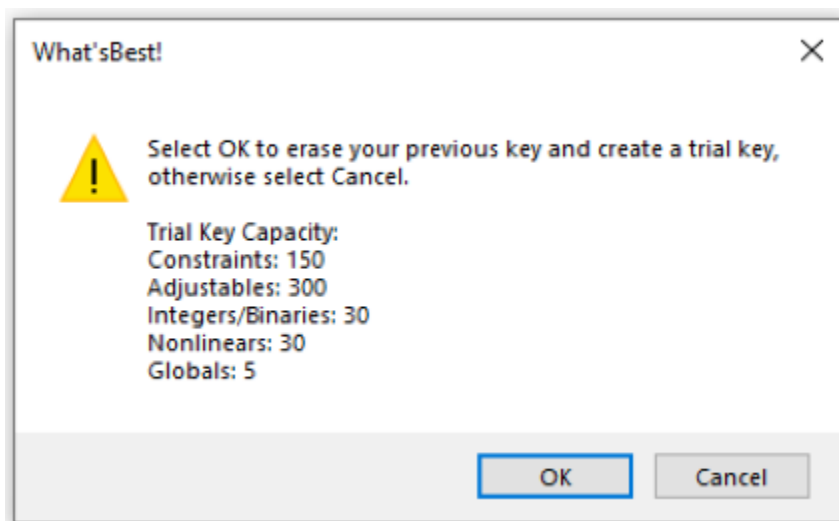 What'sBest!
Select OK to erase your previous key and create a trial key,
otherwise select Cancel.
Trial Key Capacity:
Constraints: 150
Adjustables: 300
Integers/Binaries: 30
Nonlinears: 30
Globals: 5
OK
Cancel